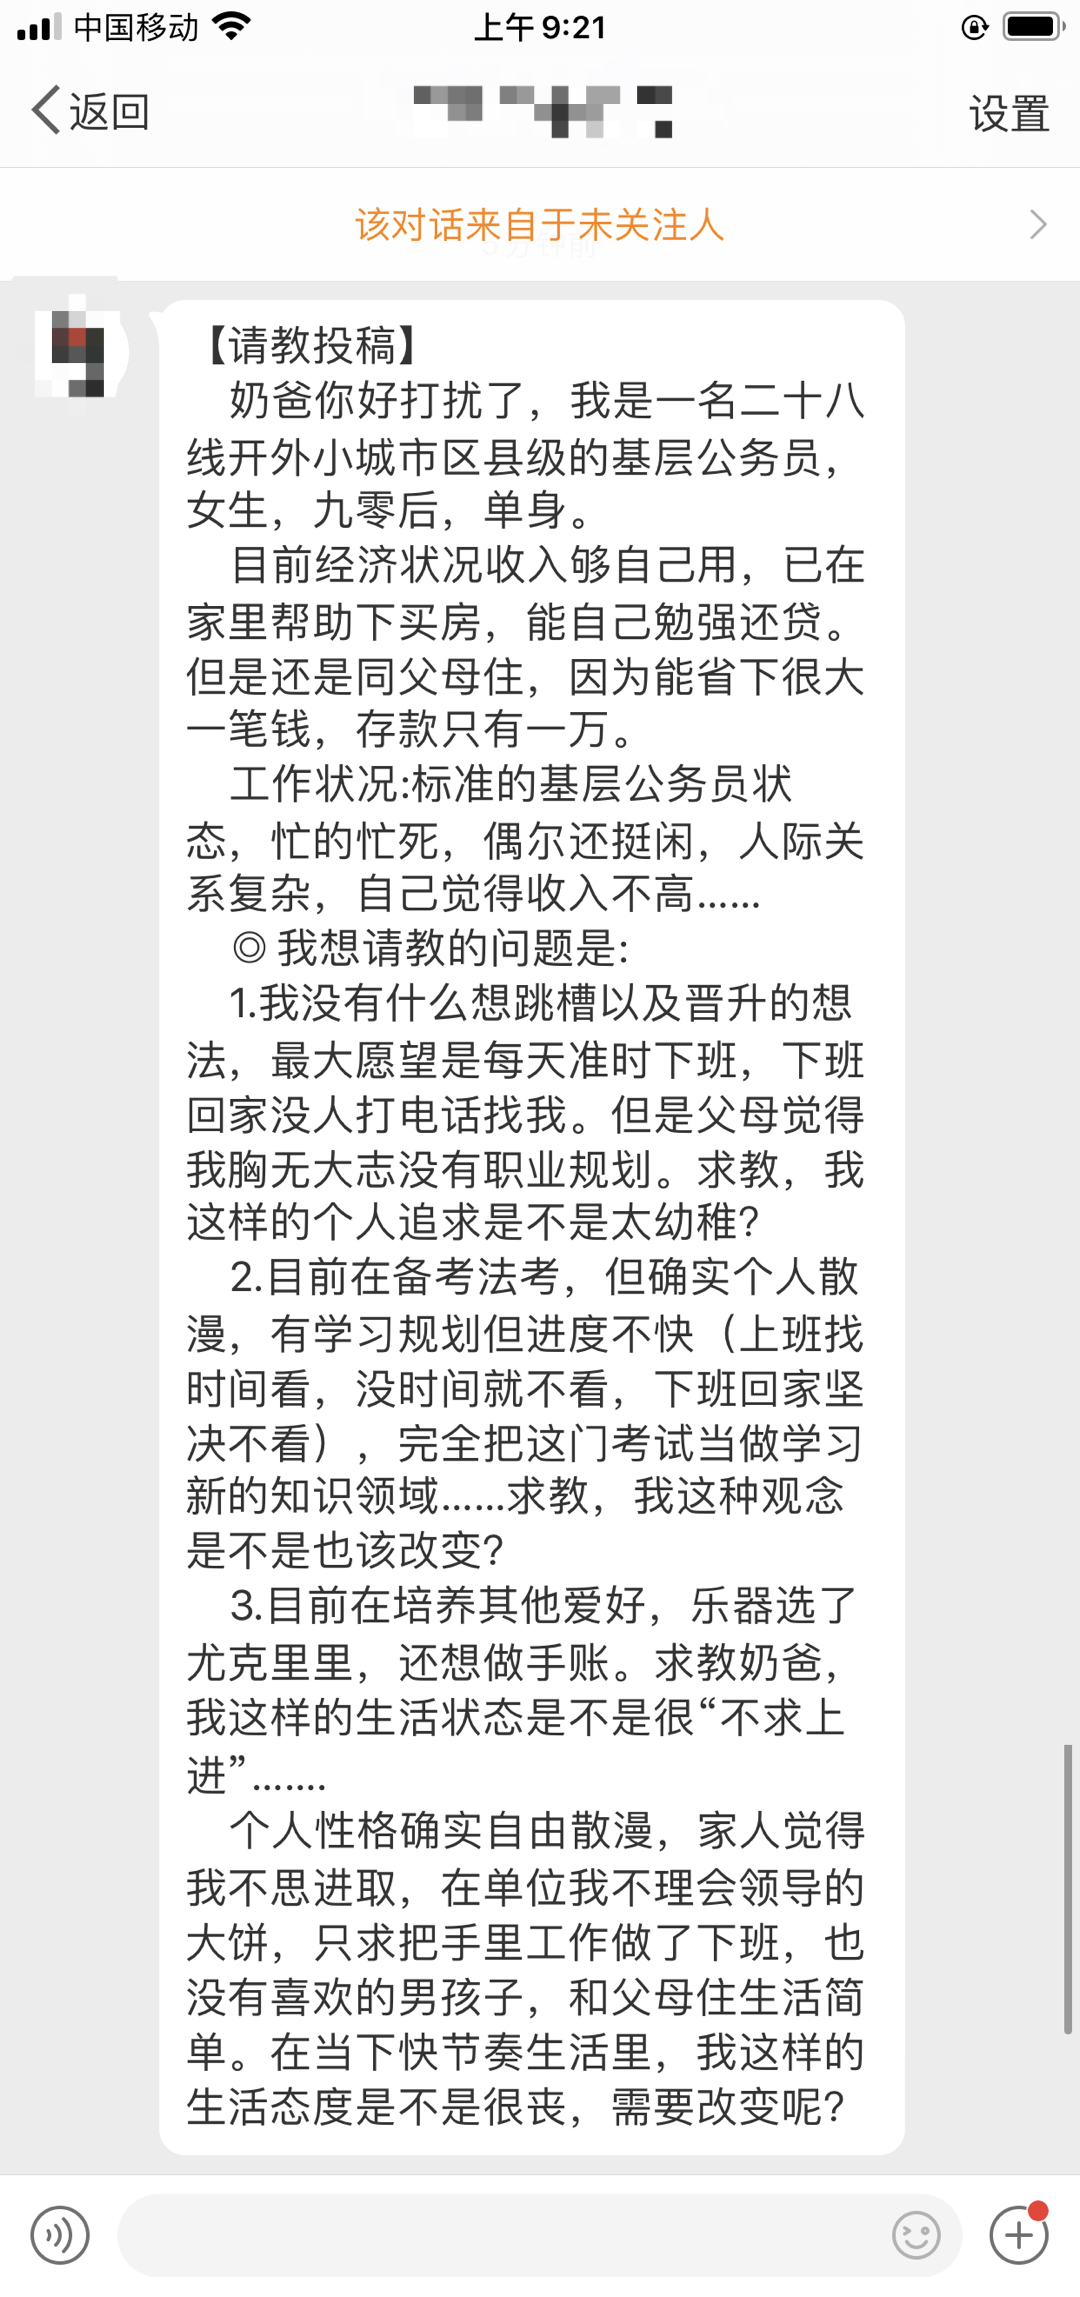 中国移动
上午9:21
返回
设置
该对话来自于未关注人
【请教投稿】
奶爸你好打扰了，我是一名二十八
线开外小城市区县级的基层公务员，
女生，九零后，单身。
目前经济状况收入够自己用，已在
家里帮助下买房，能自己勉强还贷。
但是还是同父母住，因为能省下很大
一笔钱，存款只有一万。
工作状况:标准的基层公务员状
态，忙的忙死，偶尔还挺闲，人际关
系复杂，自己觉得收入不高……
◎我想请教的问题是:
1.我没有什么想跳槽以及晋升的想
法，最大愿望是每天准时下班，下班
回家没人打电话找我。但是父母觉得
我胸无大志没有职业规划。求教，我
这样的个人追求是不是太幼稚?
2.目前在备考法考，但确实个人散
漫，有学习规划但进度不快（上班找
时间看，没时间就不看，下班回家坚
决不看），完全把这门考试当做学习
新的知识领域……求教，我这种观念
是不是也该改变?
3.目前在培养其他爱好，乐器选了
尤克里里，还想做手账。求教奶爸，
我这样的生活状态是不是很“不求上
进”…….
个人性格确实自由散漫，家人觉得
我不思进取，在单位我不理会领导的
大饼，只求把手里工作做了下班，也
没有喜欢的男孩子，和父母住生活简
单。在当下快节奏生活里，我这样的
生活态度是不是很丧，需要改变呢?